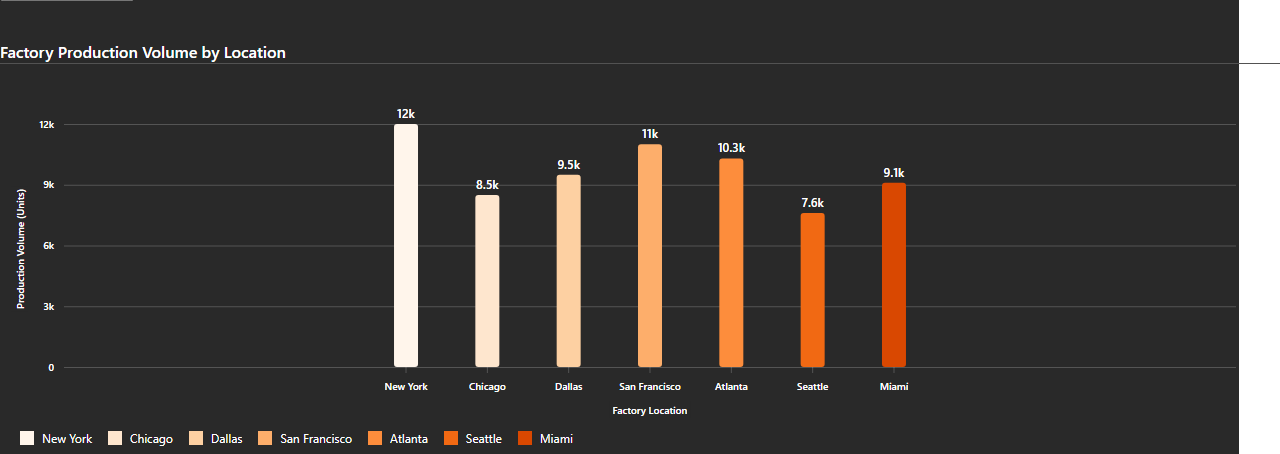 Factory Production Volume by Location
12k
11k
10.3k
9.5k
9.1k
8.5k
7.6k
12k
9k
6k
3k
0
Production Volume (Units)
New York Chicago Dallas San Francisco Atlanta Seattle Miami
Factory Location
New York Chicago Dallas San Francisco Atlanta Seattle Miami